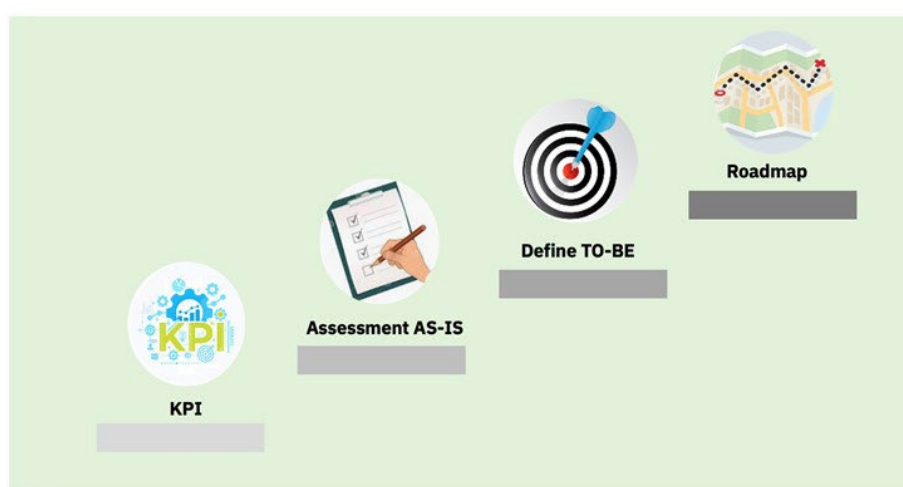 KPI
KPI
Assessment AS-IS
Define TO-BE
Roadmap